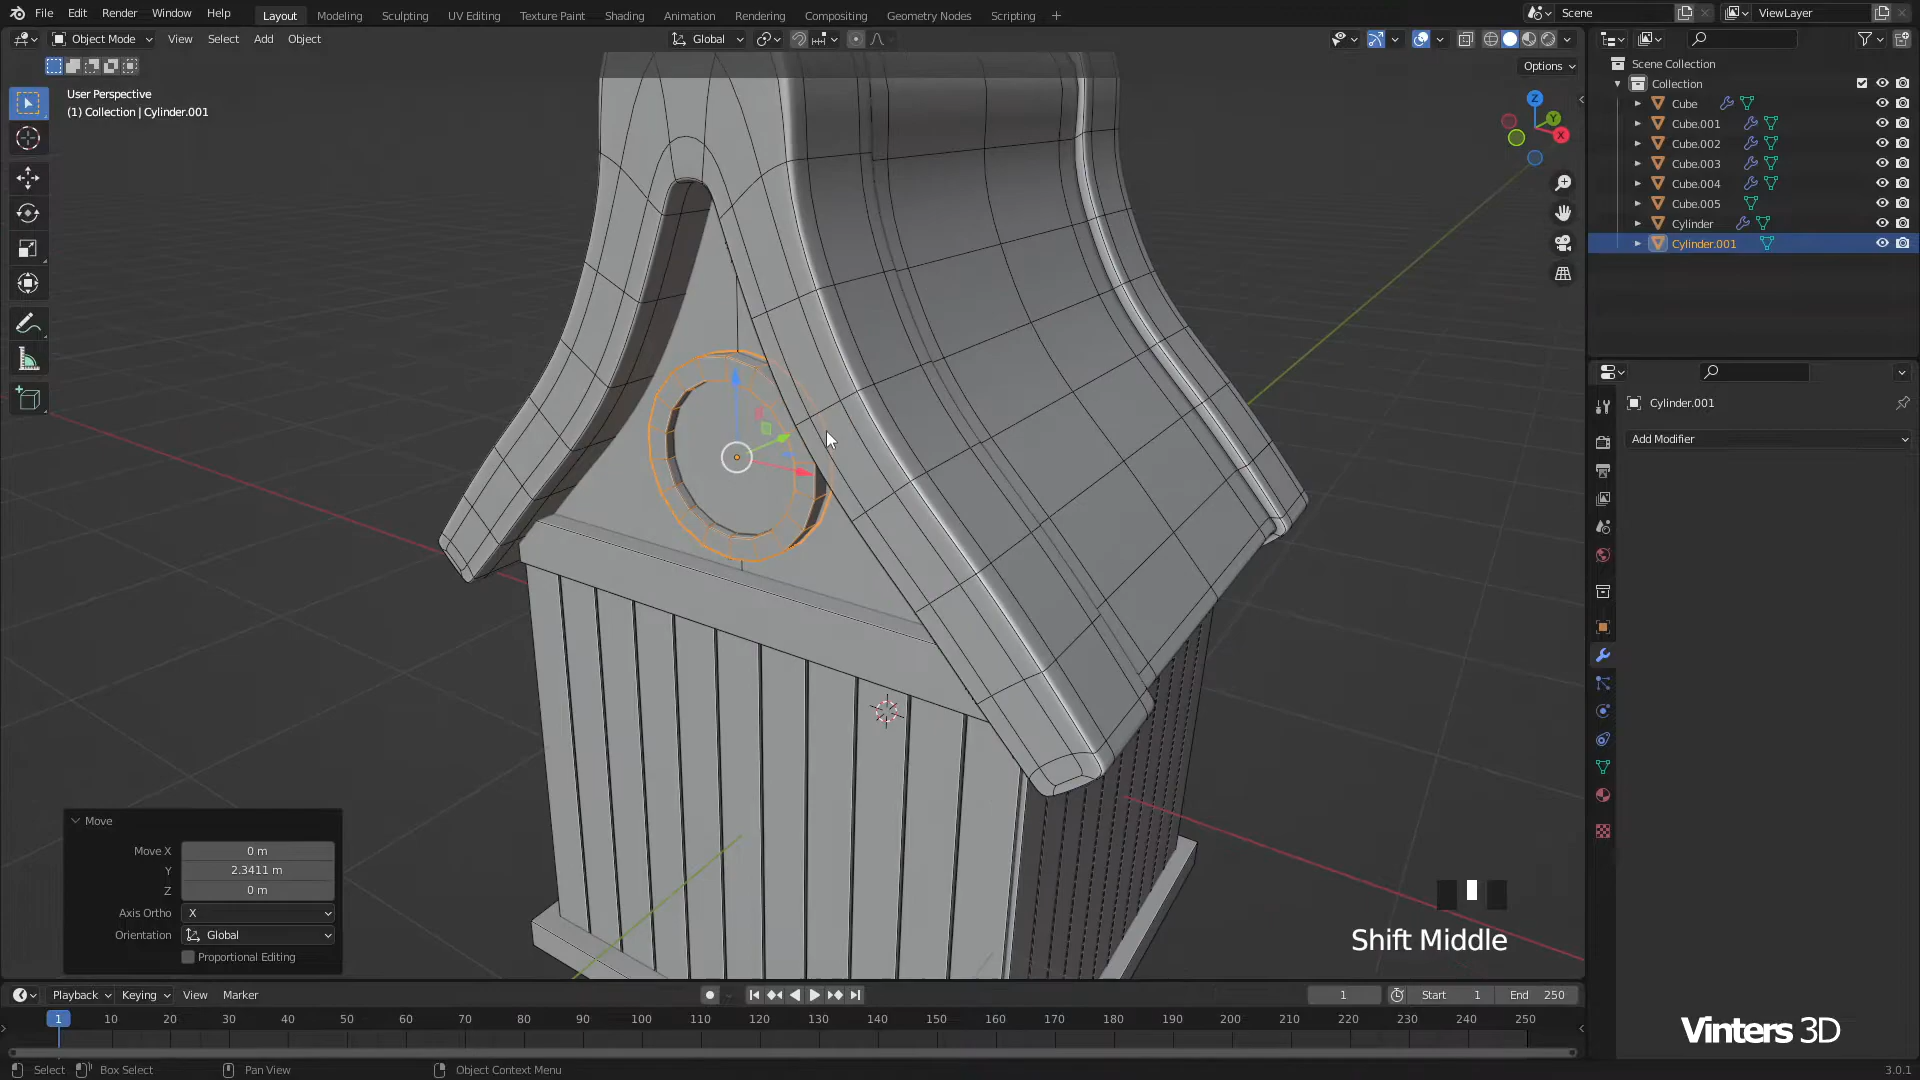 File Edit Render Window Help Layout Modeling Sculpting UV Editing Texture Paint Shading Animation Rendering Compositing Geometry Nodes Scripting + Scene ViewLayer
Object Mode View Select Add Object Global
Options
User Perspective
(1) Collection | Cylinder.001
Z
Y
X
Scene Collection
Collection
Cube
Cube.001
Cube.002
Cube.003
Cube.004
Cube.005
Cylinder
Cylinder.001
Cylinder.001
Add Modifier
Move
Move X 0 m
Y 2.3411 m
Z 0 m
Axis Ortho X
Orientation Global
Proportional Editing
Shift Middle
Playback Keying View Marker 1 Start 1 End 250
1 10 20 30 40 50 60 70 80 90 100 110 120 130 140 150 160 170 180 190 200 210 220 230 240 250
Vinters 3D
Select Box Select Pan View Object Context Menu 3.0.1